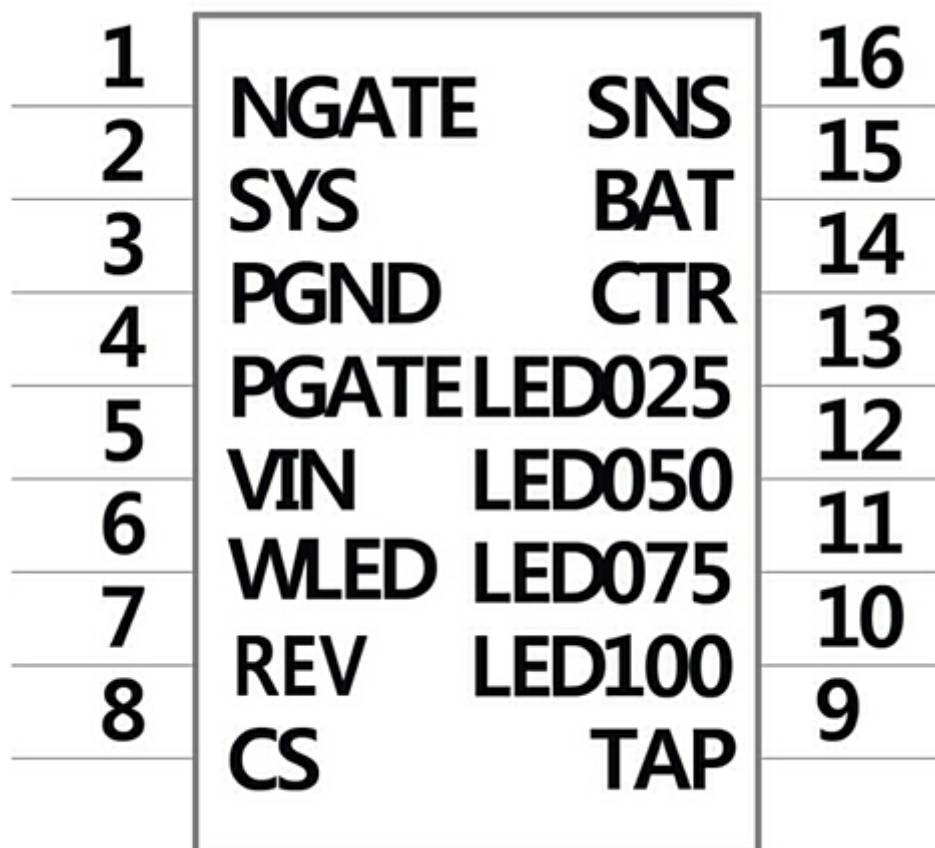 1 16
NGATE SNS
2 15
SYS BAT
3 14
PGND CTR
4 13
PGATE LED025
5 12
VIN LED050
6 11
WLED LED075
7 10
REV LED100
8 9
CS TAP